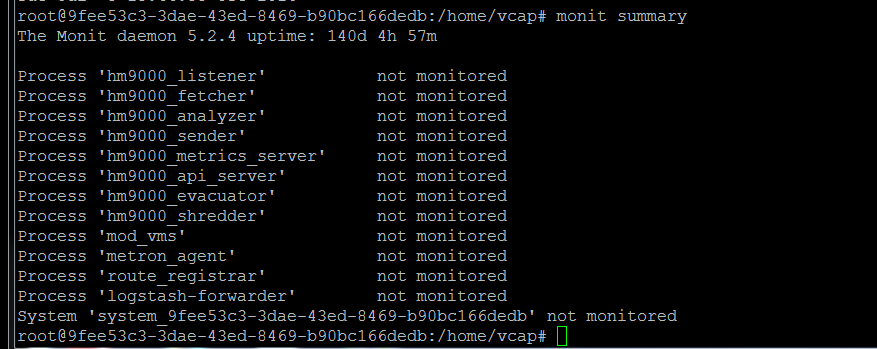 root@9fee53c3-3dae-43ed-8469-b90bc166dedb:/home/vcap# monit summary
The Monit daemon 5.2.4 uptime: 140d 4h 57m
Process 'hm9000_listener' not monitored
Process 'hm9000_fetcher' not monitored
Process 'hm9000_analyzer' not monitored
Process 'hm9000_sender' not monitored
Process 'hm9000_metrics_server' not monitored
Process 'hm9000_api_server' not monitored
Process 'hm9000_evacuator' not monitored
Process 'hm9000_shredder' not monitored
Process 'mod_vms' not monitored
Process 'metron_agent' not monitored
Process 'route_registrar' not monitored
Process 'logstash-forwarder' not monitored
System 'system_9fee53c3-3dae-43ed-8469-b90bc166dedb' not monitored
root@9fee53c3-3dae-43ed-8469-b90bc166dedb:/home/vcap#